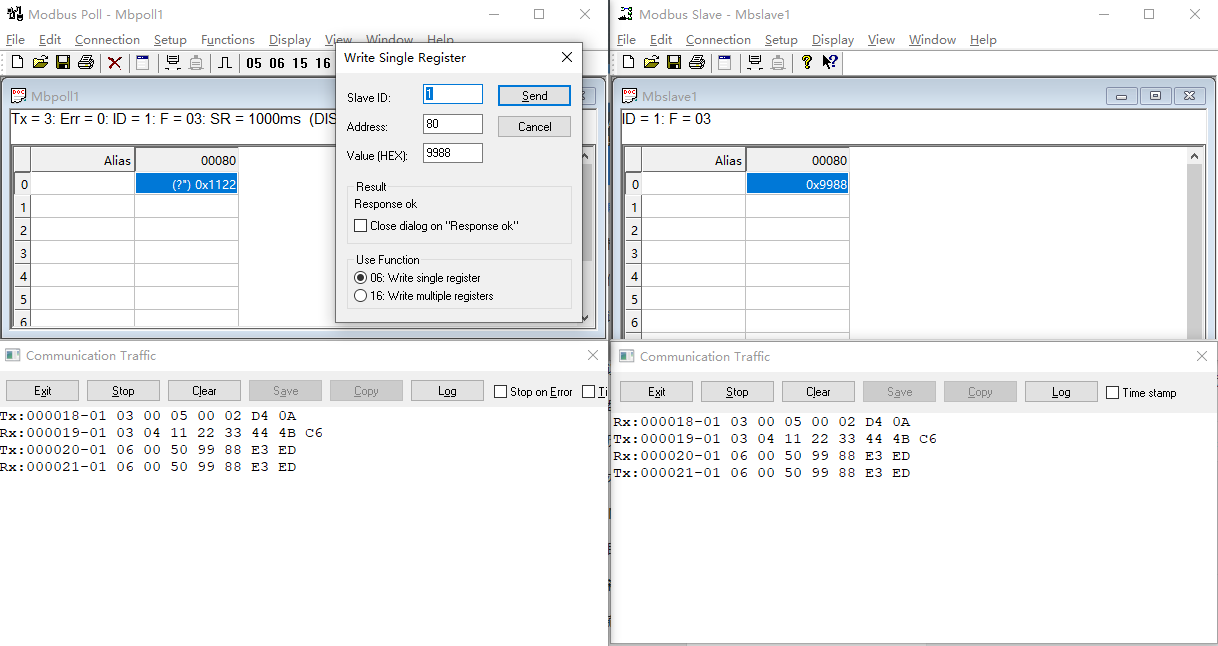 Modbus Poll - Mbpoll1
File Edit Connection Setup Functions Display View Window Help
05 06 15 16
Mbpoll1
Tx = 3: Err = 0: ID = 1: F = 03: SR = 1000ms (DIS
Alias 00080
0 (?") 0x1122
1
2
3
4
5
6
Write Single Register
Slave ID: 1 Send
Address: 80 Cancel
Value (HEX): 9988
Result
Response ok
Close dialog on "Response ok"
Use Function
06: Write single register
16: Write multiple registers
Communication Traffic
Exit Stop Clear Save Copy Log Stop on Error Ti
Tx:000018-01 03 00 05 00 02 D4 0A
Rx:000019-01 03 04 11 22 33 44 4B C6
Tx:000020-01 06 00 50 99 88 E3 ED
Rx:000021-01 06 00 50 99 88 E3 ED
Modbus Slave - Mbslave1
File Edit Connection Setup Display View Window Help
Mbslave1
ID = 1: F = 03
Alias 00080
0 0x9988
1
2
3
4
5
6
Communication Traffic
Exit Stop Clear Save Copy Log Time stamp
Rx:000018-01 03 00 05 00 02 D4 0A
Tx:000019-01 03 04 11 22 33 44 4B C6
Rx:000020-01 06 00 50 99 88 E3 ED
Tx:000021-01 06 00 50 99 88 E3 ED